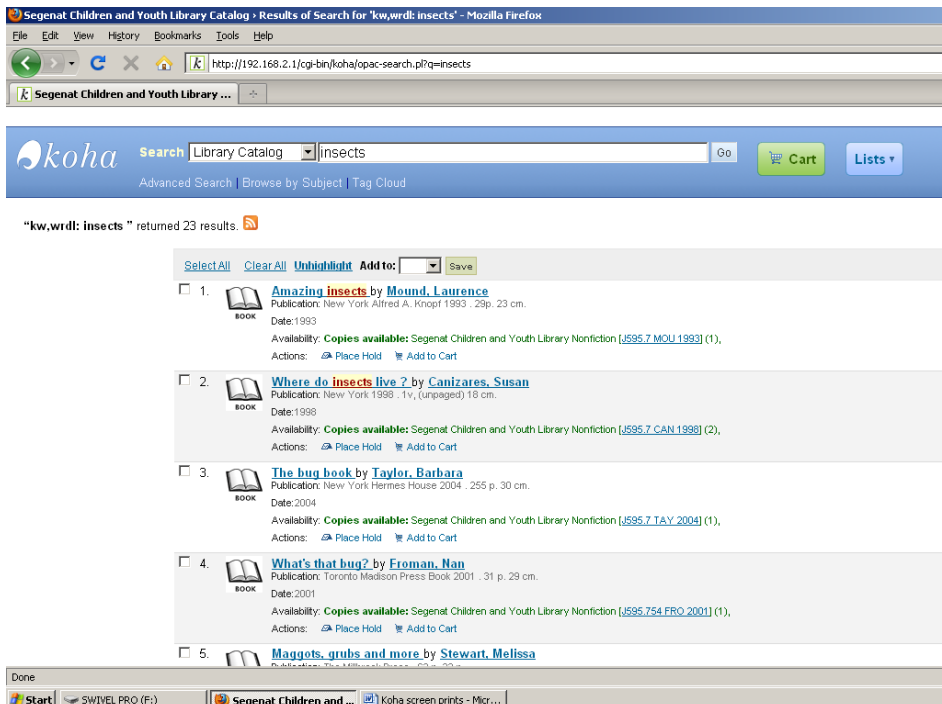 Segenat Children and Youth Library Catalog › Results of Search for 'kw,wrdl: insects' - Mozilla Firefox
File Edit View History Bookmarks Tools Help
k http://192.168.2.1/cgi-bin/koha/opac-search.pl?q=insects
k Segenat Children and Youth Library ...
koha Search Library Catalog insects Go Cart Lists
Advanced Search | Browse by Subject | Tag Cloud
“kw,wrdl: insects ” returned 23 results.
Select All Clear All Unhighlight Add to: Save
1. Amazing insects by Mound, Laurence
BOOK Publication: New York Alfred A. Knopf 1993 . 29p. 23 cm.
Date:1993
Availability: Copies available: Segenat Children and Youth Library Nonfiction [J595.7 MOU 1993] (1),
Actions: Place Hold Add to Cart
2. Where do insects live ? by Canizares, Susan
BOOK Publication: New York 1998 . 1v, (unpaged) 18 cm.
Date:1998
Availability: Copies available: Segenat Children and Youth Library Nonfiction [J595.7 CAN 1998] (2),
Actions: Place Hold Add to Cart
3. The bug book by Taylor, Barbara
BOOK Publication: New York Hermes House 2004 . 255 p. 30 cm.
Date:2004
Availability: Copies available: Segenat Children and Youth Library Nonfiction [J595.7 TAY 2004] (1),
Actions: Place Hold Add to Cart
4. What's that bug? by Froman, Nan
BOOK Publication: Toronto Madison Press Book 2001 . 31 p. 29 cm.
Date:2001
Availability: Copies available: Segenat Children and Youth Library Nonfiction [J595.754 FRO 2001] (1),
Actions: Place Hold Add to Cart
5. Maggots, grubs and more by Stewart, Melissa
Done
Start SWIVEL PRO (F:) Segenat Children and ... Koha screen prints - Micr...